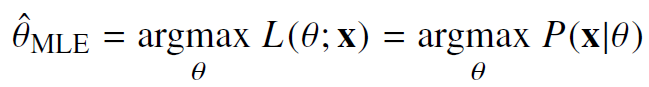 θ̂_MLE = argmax_θ L(θ; **x**) = argmax_θ P(**x**|θ)